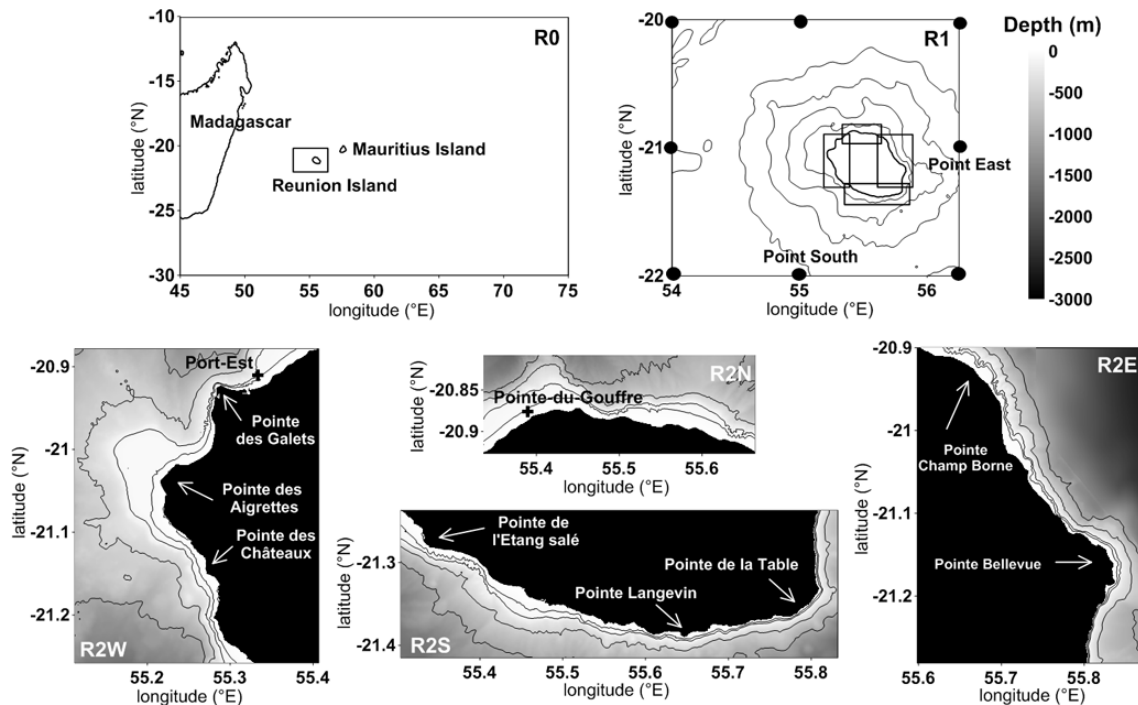 R0
-10
-15
-20
-25
-30
latitude (°N)
Madagascar
Mauritius Island
Reunion Island
45 50 55 60 65 70 75
longitude (°E)
R1
-20
-21
-22
latitude (°N)
Point East
Point South
54 55 56
longitude (°E)
Depth (m)
0
-500
-1000
-1500
-2000
-2500
-3000
-20.9
-21
-21.1
-21.2
latitude (°N)
Port-Est
Pointe
des Galets
Pointe des
Aigrettes
Pointe des
Châteaux
R2W
55.2 55.3 55.4
longitude (°E)
R2N
-20.85
-20.9
latitude (°N)
Pointe-du-Gouffre
55.4 55.5 55.6
longitude (°E)
-21.3
-21.4
latitude (°N)
Pointe de
l'Etang salé
Pointe de la Table
Pointe Langevin
R2S
55.4 55.5 55.6 55.7 55.8
longitude (°E)
R2E
-20.9
-21
-21.1
-21.2
latitude (°N)
Pointe
Champ Borne
Pointe Bellevue
55.6 55.7 55.8
longitude (°E)